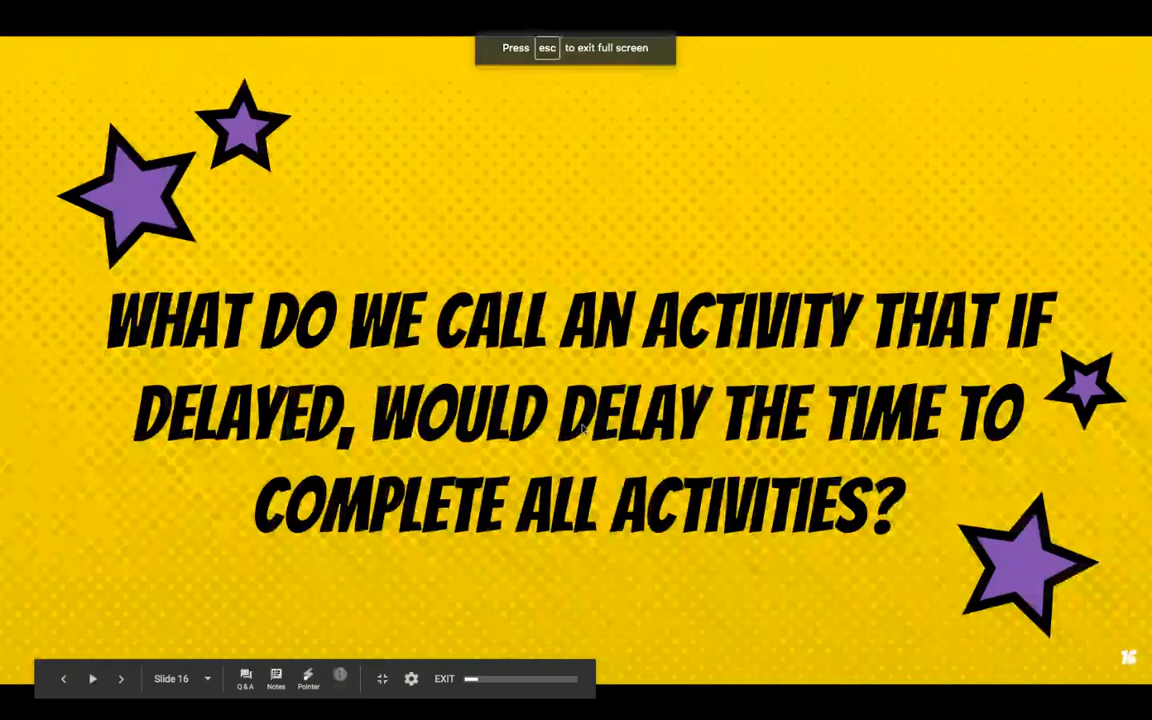 Press esc to exit full screen
WHAT DO WE CALL AN ACTIVITY THAT IF
DELAYED, WOULD DELAY THE TIME TO
COMPLETE ALL ACTIVITIES?
16
Slide 16
Q&A
Notes
Pointer
EXIT